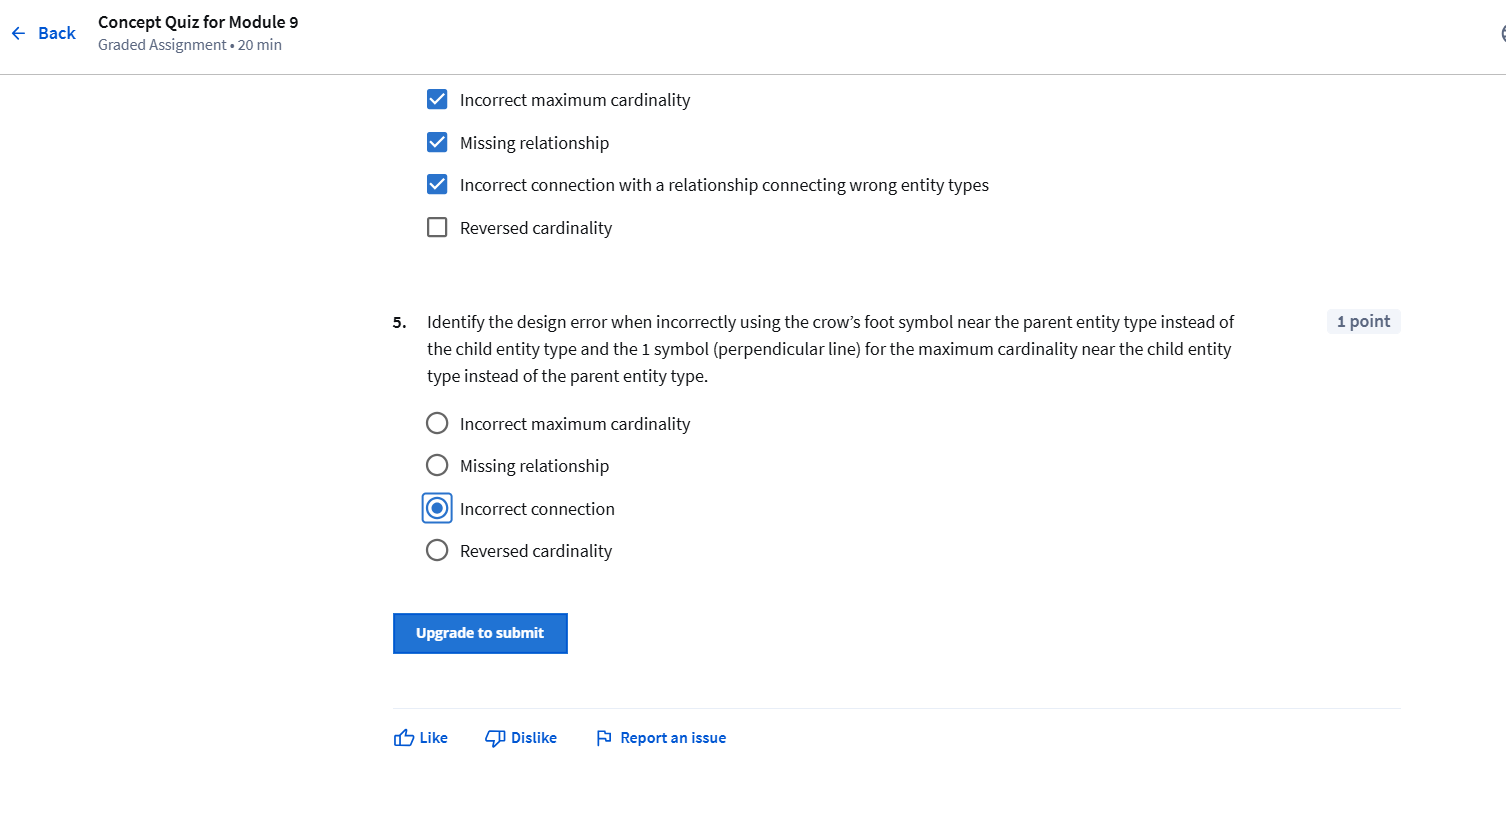 Back
Concept Quiz for Module 9
Graded Assignment • 20 min
Incorrect maximum cardinality
Missing relationship
Incorrect connection with a relationship connecting wrong entity types
Reversed cardinality
5. Identify the design error when incorrectly using the crow’s foot symbol near the parent entity type instead of
the child entity type and the 1 symbol (perpendicular line) for the maximum cardinality near the child entity
type instead of the parent entity type.
1 point
Incorrect maximum cardinality
Missing relationship
Incorrect connection
Reversed cardinality
Upgrade to submit
Like Dislike Report an issue